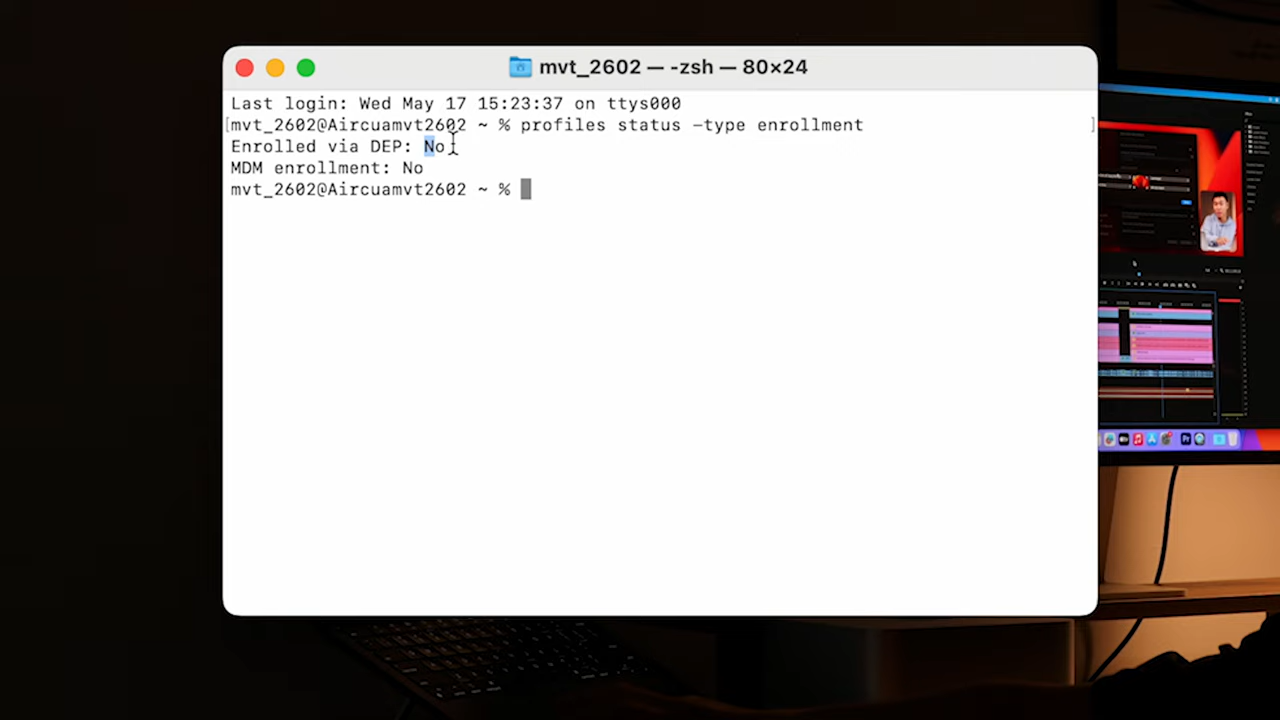 mvt_2602 — -zsh — 80×24
Last login: Wed May 17 15:23:37 on ttys000
[mvt_2602@Aircuamvt2602 ~ % profiles status -type enrollment ]
Enrolled via DEP: No
MDM enrollment: No
mvt_2602@Aircuamvt2602 ~ %